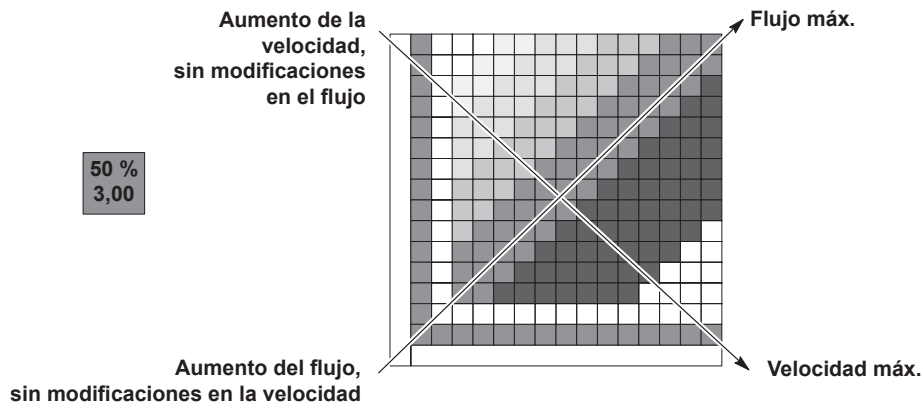 Aumento de la
velocidad,
sin modificaciones
en el flujo
Flujo máx.
50 %
3,00
Aumento del flujo,
sin modificaciones en la velocidad
Velocidad máx.